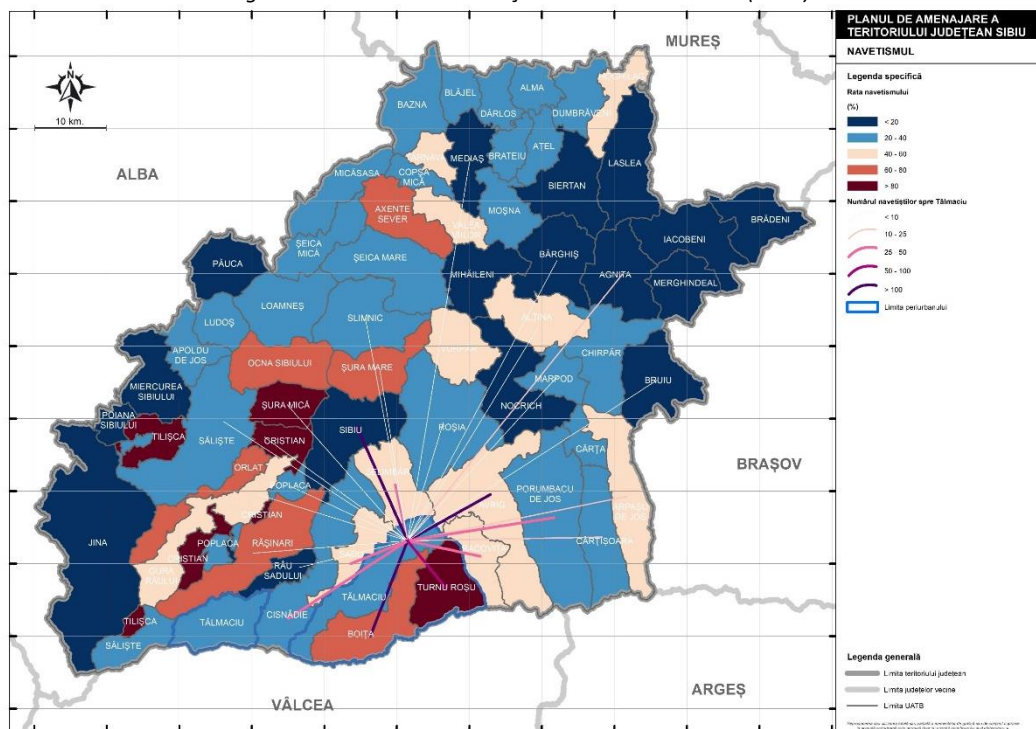 MUREȘ
N
10 km.
ALBA
BRAȘOV
VÂLCEA
ARGEȘ
BAZNA
BLĂJEL
DÂRLOS
ALMA
DUMBRĂVENI
MEDIAȘ
BRATEIU
AȚEL
LASLEA
MICĂSASA
COPȘA
MICĂ
BIERTAN
AXENTE
SEVER
MOȘNA
BRĂDENI
ȘEICA
MICĂ
ȘEICA MARE
BÂRGHIȘ
IACOBENI
PĂUCA
MIHĂILENI
AGNITA
MERGHINDEAL
LOAMNEȘ
SLIMNIC
ALȚINA
LUDOȘ
APOLDU
DE JOS
OCNA SIBIULUI
ȘURA MARE
CHIRPĂR
MARPOD
BRUIU
MIERCUREA
SIBIULUI
NOCRICH
ȘURA MICĂ
POIANA
SIBIULUI
TILIȘCA
SĂLIȘTE
CRISTIAN
SIBIU
ROȘIA
ORLAT
POPLACA
CÂRȚA
PORUMBACU
DE JOS
CRISTIAN
JINA
POPLACA
RĂȘINARI
CÂRȚIȘOARA
CRISTIAN
GURA
RÂULUI
RÂU
SADULUI
TURNU ROȘU
TĂLMACIU
TILIȘCA
CISNĂDIE
TĂLMACIU
BOIȚA
SĂLIȘTE
PLANUL DE AMENAJARE A
TERITORIULUI JUDEȚEAN SIBIU
NAVETISMUL
Legenda specifică
Rata navetismului
(%)
< 20
20 - 40
40 - 60
60 - 80
> 80
Numărul navetiștilor spre Tălmaciu
< 10
10 - 25
25 - 50
50 - 100
> 100
Limita periurbanului
Legenda generală
Limita teritoriului județean
Limita județelor vecine
Limita UATB